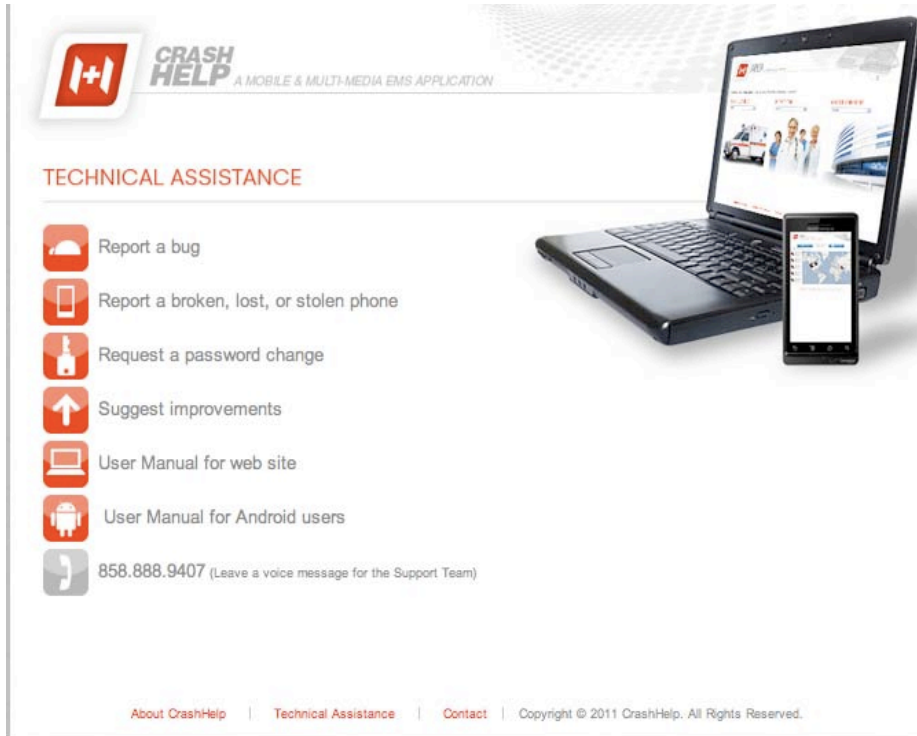 CRASH
HELP A MOBILE & MULTI-MEDIA EMS APPLICATION
TECHNICAL ASSISTANCE
Report a bug
Report a broken, lost, or stolen phone
Request a password change
Suggest improvements
User Manual for web site
User Manual for Android users
858.888.9407 (Leave a voice message for the Support Team)
About CrashHelp | Technical Assistance | Contact | Copyright © 2011 CrashHelp. All Rights Reserved.